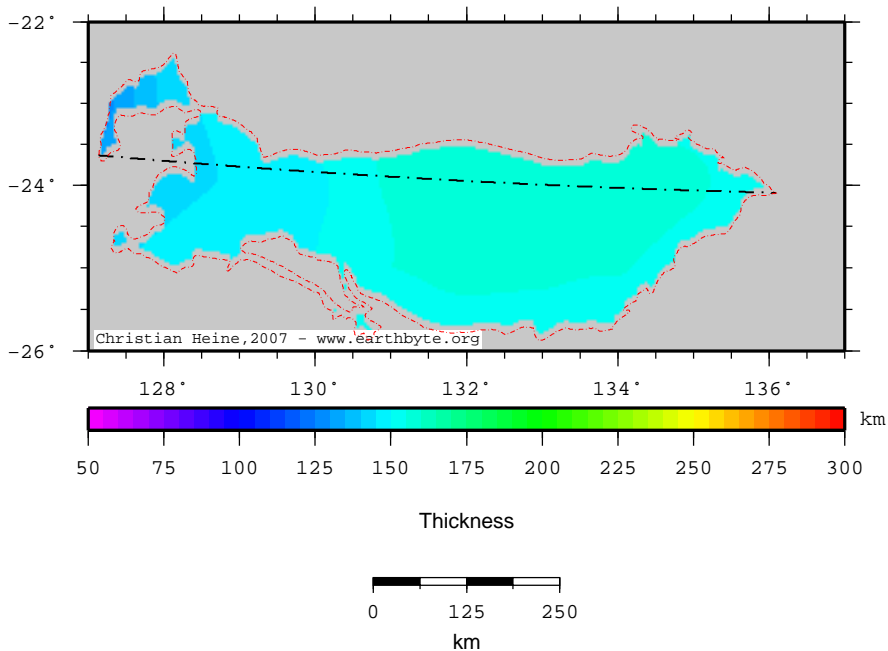 -22°
-24°
-26°
Christian Heine,2007 - www.earthbyte.org
128° 130° 132° 134° 136°
km
50 75 100 125 150 175 200 225 250 275 300
Thickness
0 125 250
km